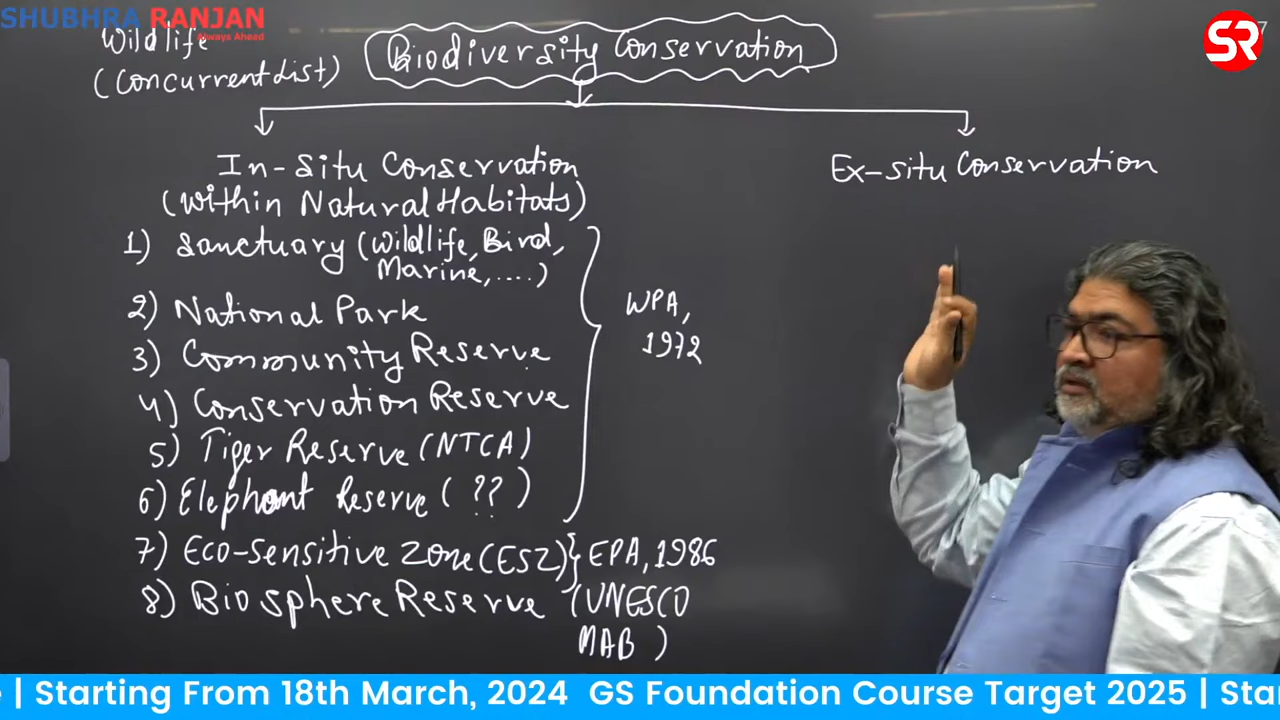 SHUBHRA RANJAN
Always Ahead
SR
7
Wildlife
(Concurrent List)
Biodiversity Conservation
In-Situ Conservation
(Within Natural Habitats)
1) Sanctuary (Wildlife, Bird,
Marine,....)
2) National Park
3) Community Reserve
4) Conservation Reserve
5) Tiger Reserve (NTCA)
6) Elephant Reserve (??)
WPA,
1972
7) Eco-Sensitive Zone (ESZ)} EPA, 1986
8) Biosphere Reserve (UNESCO
MAB)
Ex-situ Conservation
e | Starting From 18th March, 2024 GS Foundation Course Target 2025 | Sta